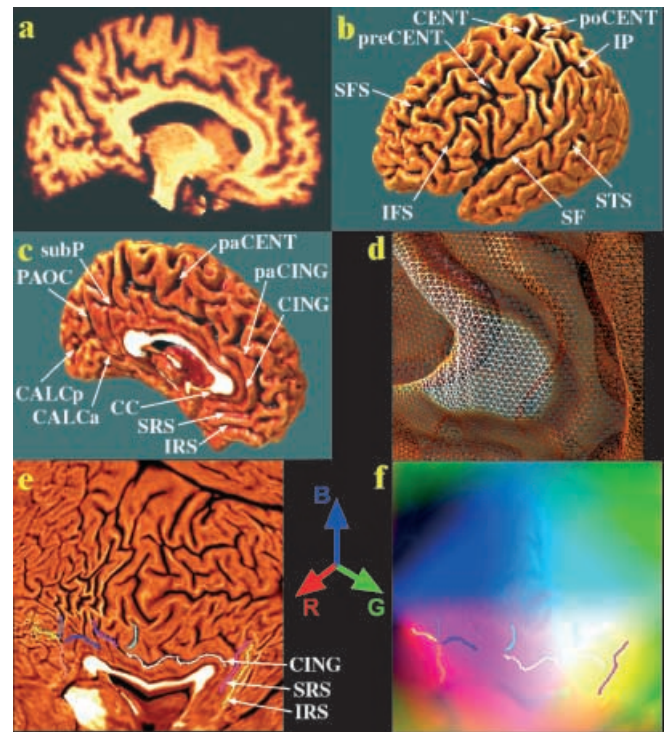 a
b
CENT
poCENT
preCENT
IP
SFS
IFS
SF
STS
c
subP
paCENT
PAOC
paCING
CING
CALCp
CALCa
CC
SRS
IRS
d
e
B
R
G
f
CING
SRS
IRS